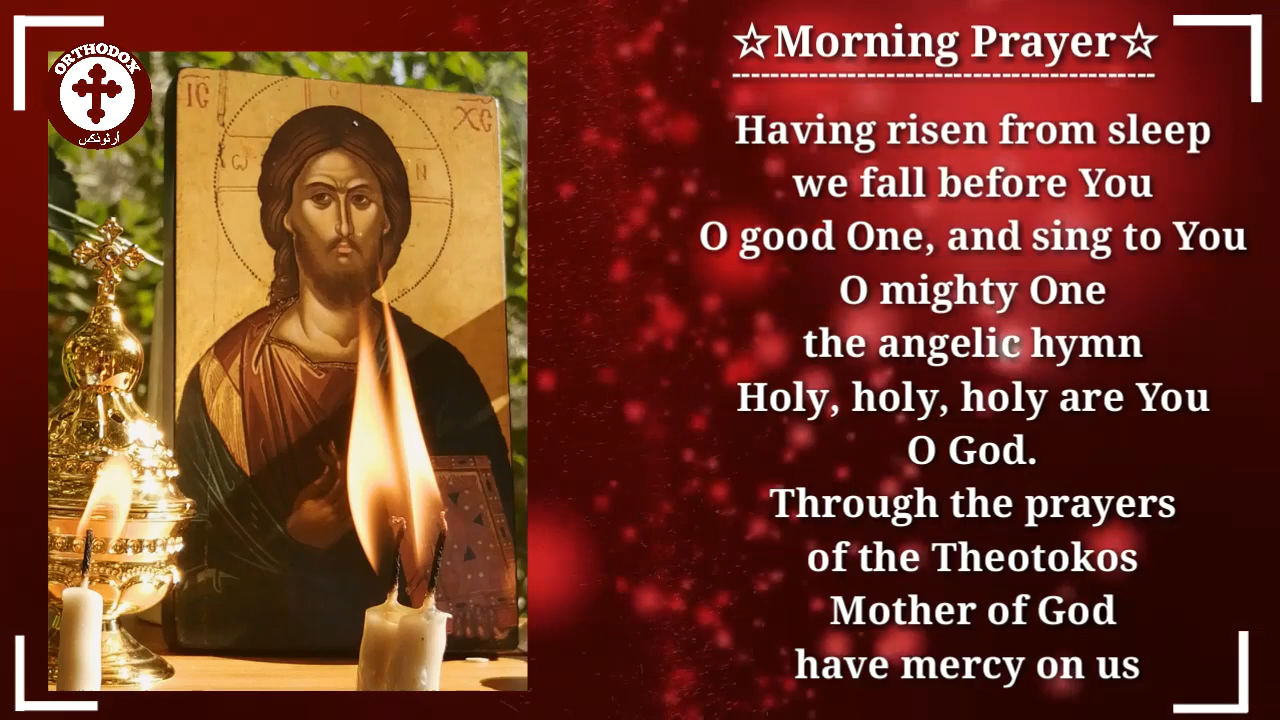 ORTHODOX
آرتھوڈکس
IC
XC
O
ω
N
☆Morning Prayer☆
Having risen from sleep
we fall before You
O good One, and sing to You
O mighty One
the angelic hymn
Holy, holy, holy are You
O God.
Through the prayers
of the Theotokos
Mother of God
have mercy on us